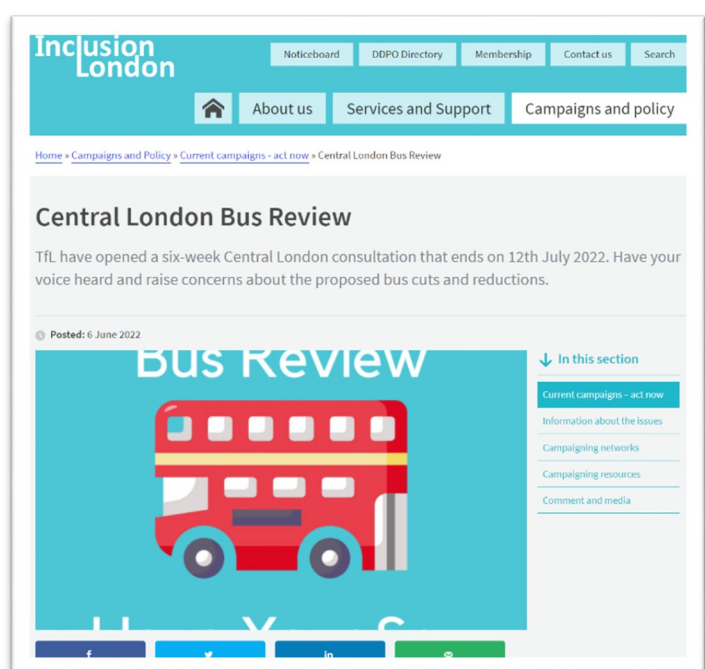 Inclusion
London
Noticeboard
DDPO Directory
Membership
Contact us
Search
About us
Services and Support
Campaigns and policy
Home » Campaigns and Policy » Current campaigns - act now » Central London Bus Review
Central London Bus Review
TfL have opened a six-week Central London consultation that ends on 12th July 2022. Have your
voice heard and raise concerns about the proposed bus cuts and reductions.
Posted: 6 June 2022
Bus Review
In this section
Current campaigns – act now
Information about the issues
Campaigning networks
Campaigning resources
Comment and media